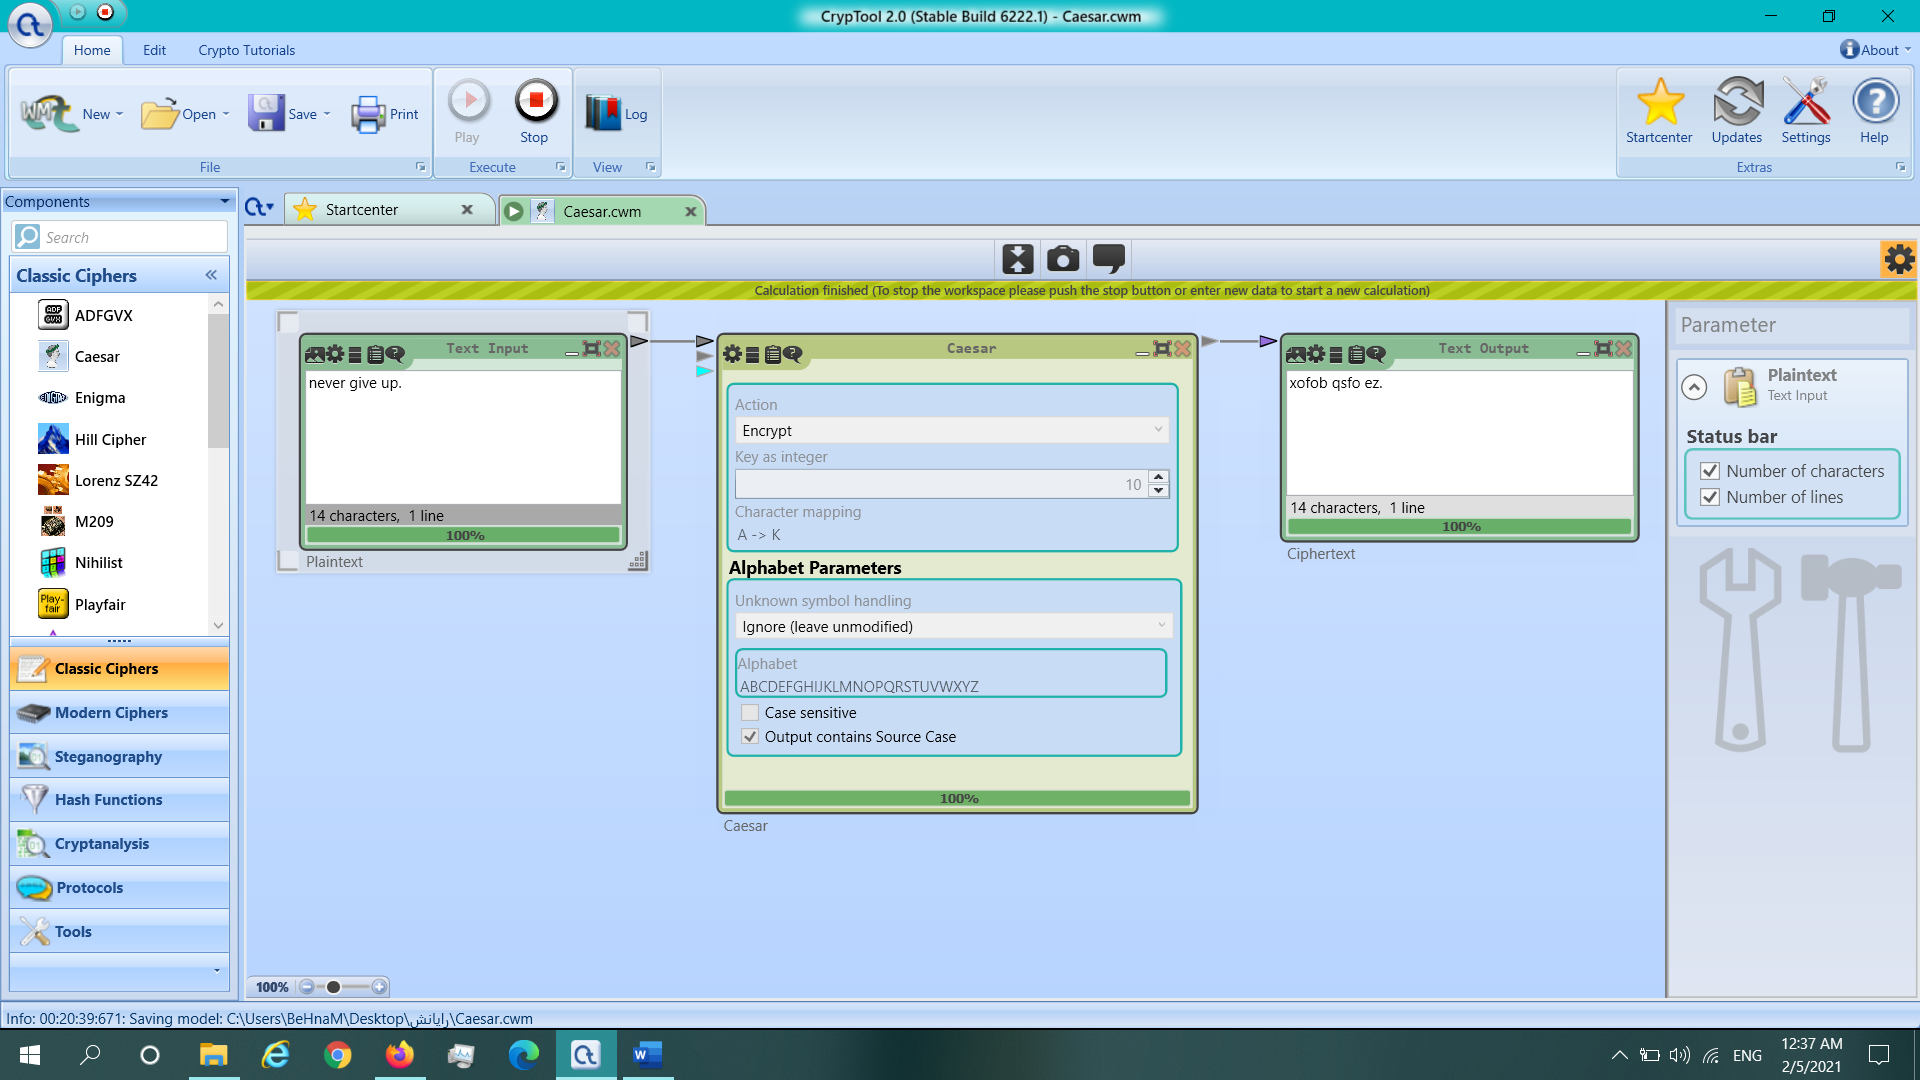 CrypTool 2.0 (Stable Build 6222.1) - Caesar.cwm
Home
Edit
Crypto Tutorials
About
New
Open
Save
Print
File
Play
Stop
Execute
Log
View
Startcenter
Updates
Settings
Help
Extras
Components
Startcenter
Caesar.cwm
Search
Classic Ciphers
ADFGVX
Caesar
Enigma
Hill Cipher
Lorenz SZ42
M209
Nihilist
Playfair
Classic Ciphers
Modern Ciphers
Steganography
Hash Functions
Cryptanalysis
Protocols
Tools
Calculation finished (To stop the workspace please push the stop button or enter new data to start a new calculation)
Text Input
never give up.
14 characters, 1 line
100%
Plaintext
Caesar
Action
Encrypt
Key as integer
10
Character mapping
A -> K
Alphabet Parameters
Unknown symbol handling
Ignore (leave unmodified)
Alphabet
ABCDEFGHIJKLMNOPQRSTUVWXYZ
Case sensitive
Output contains Source Case
100%
Caesar
Text Output
xofob qsfo ez.
14 characters, 1 line
100%
Ciphertext
Parameter
Plaintext
Text Input
Status bar
Number of characters
Number of lines
100%
Info: 00:20:39:671: Saving model: C:\Users\BeHnaM\Desktop\رایانش\Caesar.cwm
ENG
12:37 AM
2/5/2021